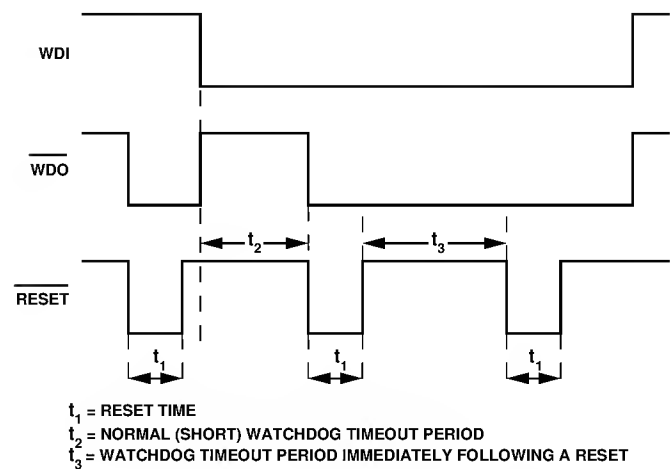 WDI
WDO
t2
t3
RESET
t1
t1
t1
t1 = RESET TIME
t2 = NORMAL (SHORT) WATCHDOG TIMEOUT PERIOD
t3 = WATCHDOG TIMEOUT PERIOD IMMEDIATELY FOLLOWING A RESET